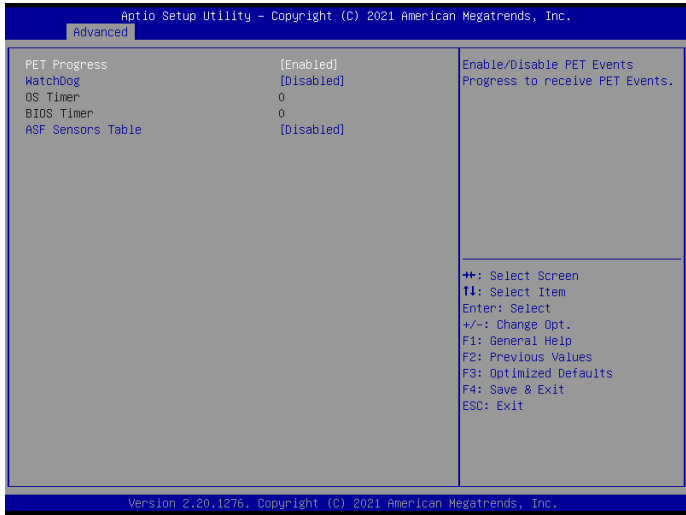 Aptio Setup Utility – Copyright (C) 2021 American Megatrends, Inc.
Advanced
PET Progress [Enabled]
WatchDog [Disabled]
OS Timer 0
BIOS Timer 0
ASF Sensors Table [Disabled]
Enable/Disable PET Events
Progress to receive PET Events.
→←: Select Screen
↑↓: Select Item
Enter: Select
+/-: Change Opt.
F1: General Help
F2: Previous Values
F3: Optimized Defaults
F4: Save & Exit
ESC: Exit
Version 2.20.1276. Copyright (C) 2021 American Megatrends, Inc.